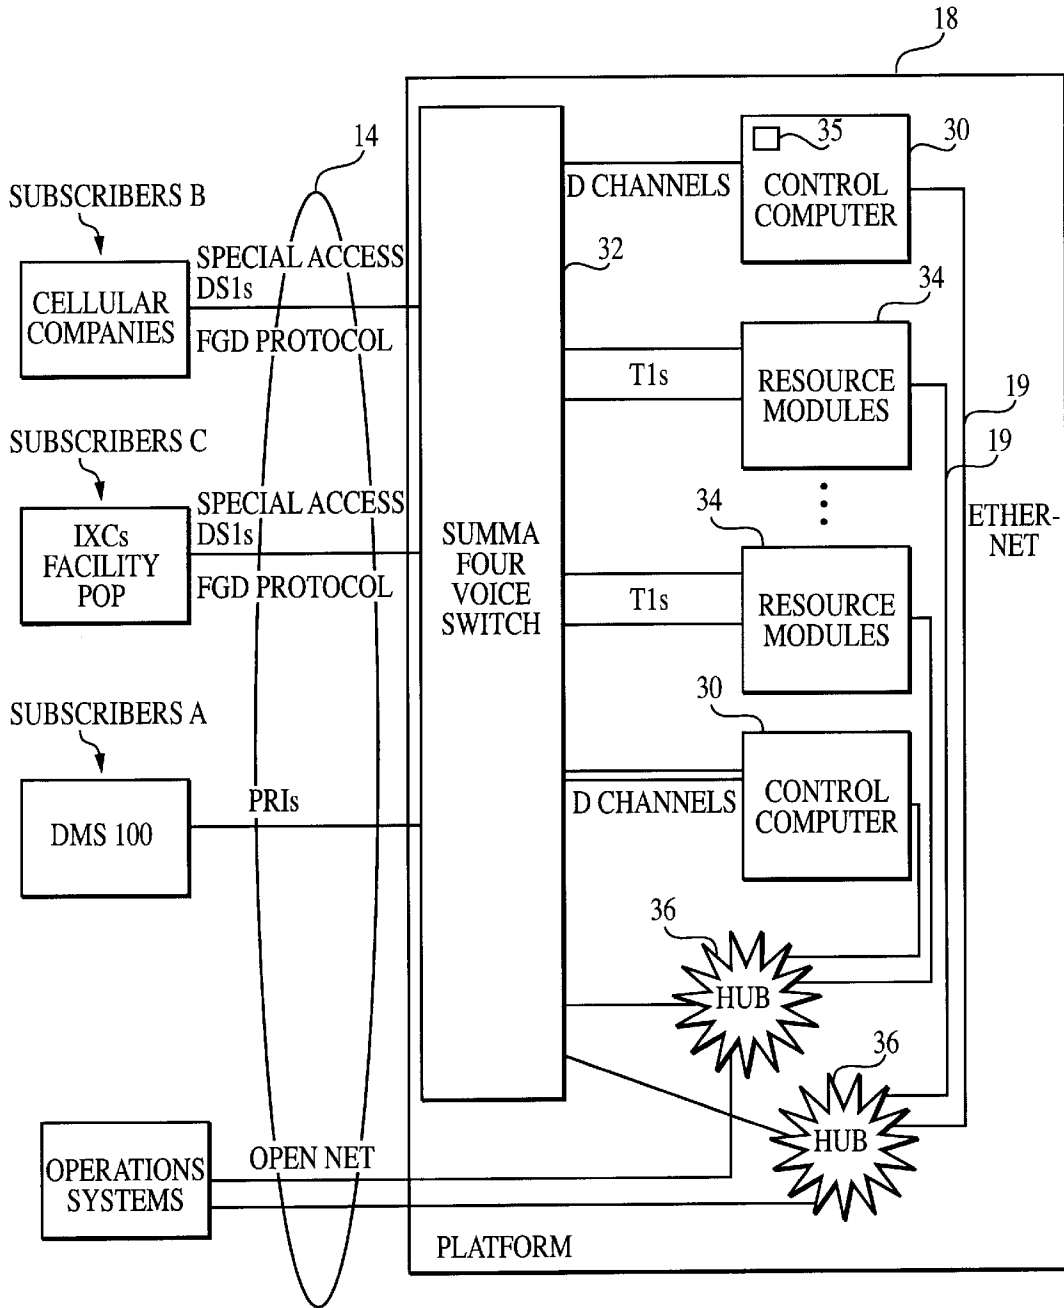 18
14
35
30
SUBSCRIBERS B
D CHANNELS
CONTROL
COMPUTER
SPECIAL ACCESS
DS1s
32
CELLULAR
COMPANIES
FGD PROTOCOL
34
T1s
RESOURCE
MODULES
19
19
SUBSCRIBERS C
SPECIAL ACCESS
DS1s
34
ETHER-
NET
IXCs
FACILITY
POP
FGD PROTOCOL
SUMMA
FOUR
VOICE
SWITCH
T1s
RESOURCE
MODULES
30
SUBSCRIBERS A
PRIs
D CHANNELS
CONTROL
COMPUTER
DMS 100
36
HUB
36
HUB
OPERATIONS
SYSTEMS
OPEN NET
PLATFORM